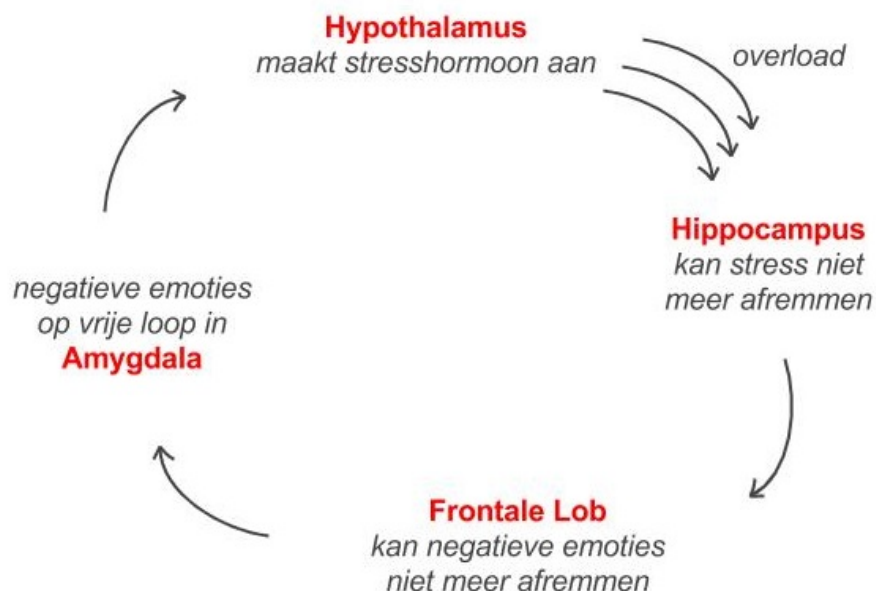 Hypothalamus
maakt stresshormoon aan
overload
Hippocampus
kan stress niet
meer afremmen
Frontale Lob
kan negatieve emoties
niet meer afremmen
negatieve emoties
op vrije loop in
Amygdala